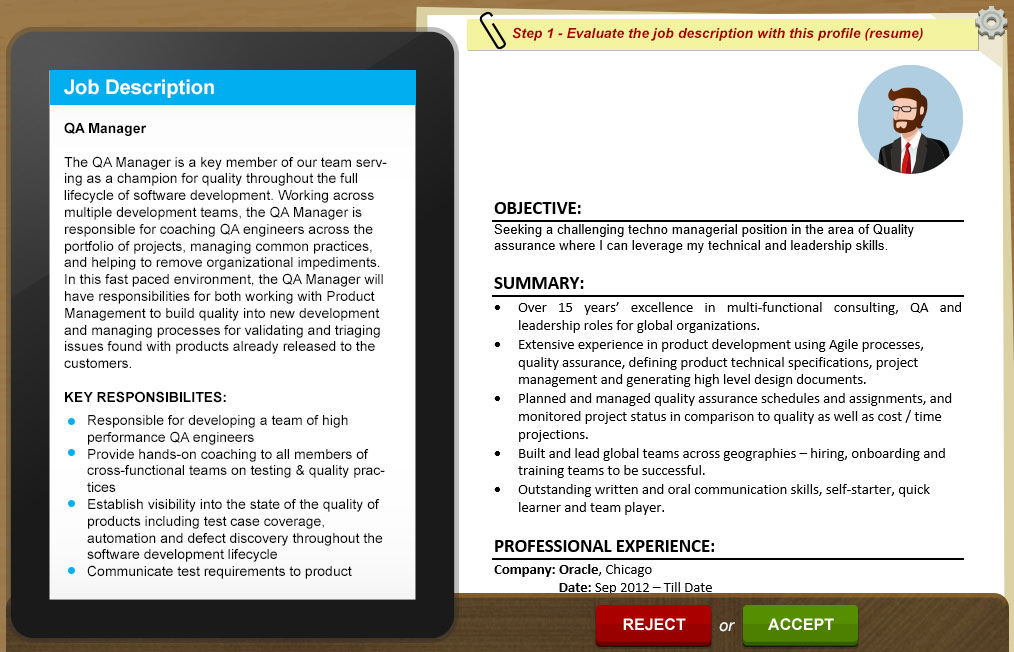 Step 1 - Evaluate the job description with this profile (resume)
Job Description
QA Manager
The QA Manager is a key member of our team serv-
ing as a champion for quality throughout the full
lifecycle of software development. Working across
multiple development teams, the QA Manager is
responsible for coaching QA engineers across the
portfolio of projects, managing common practices,
and helping to remove organizational impediments.
In this fast paced environment, the QA Manager will
have responsibilities for both working with Product
Management to build quality into new development
and managing processes for validating and triaging
issues found with products already released to the
customers.
KEY RESPONSIBILITES:
• Responsible for developing a team of high
performance QA engineers
• Provide hands-on coaching to all members of
cross-functional teams on testing & quality prac-
tices
• Establish visibility into the state of the quality of
products including test case coverage,
automation and defect discovery throughout the
software development lifecycle
• Communicate test requirements to product
OBJECTIVE:
Seeking a challenging techno managerial position in the area of Quality
assurance where I can leverage my technical and leadership skills.
SUMMARY:
• Over 15 years’ excellence in multi-functional consulting, QA and
leadership roles for global organizations.
• Extensive experience in product development using Agile processes,
quality assurance, defining product technical specifications, project
management and generating high level design documents.
• Planned and managed quality assurance schedules and assignments, and
monitored project status in comparison to quality as well as cost / time
projections.
• Built and lead global teams across geographies – hiring, onboarding and
training teams to be successful.
• Outstanding written and oral communication skills, self-starter, quick
learner and team player.
PROFESSIONAL EXPERIENCE:
Company: Oracle, Chicago
Date: Sep 2012 – Till Date
REJECT or ACCEPT